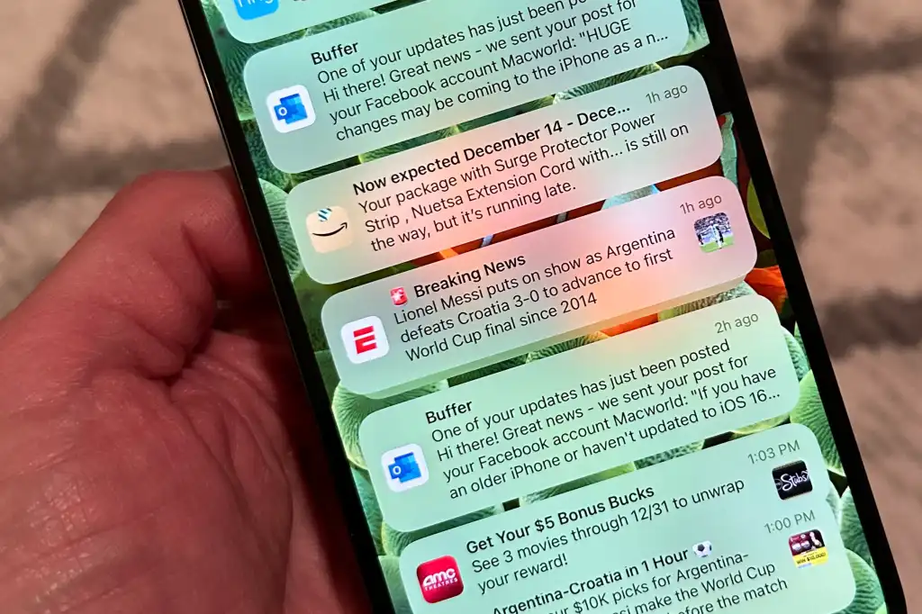 ring
Buffer
One of your updates has just been
Hi there! Great news - we sent your post for
your Facebook account Macworld: "HUGE
changes may be coming to the iPhone as a n...
1h ago
Now expected December 14 - Dece...
Your package with Surge Protector Power
Strip , Nuetsa Extension Cord with... is still on
the way, but it's running late.
1h ago
Breaking News
Lionel Messi puts on show as Argentina
defeats Croatia 3-0 to advance to first
World Cup final since 2014
2h ago
Buffer
One of your updates has just been posted
Hi there! Great news - we sent your post for
your Facebook account Macworld: "If you have
an older iPhone or haven't updated to iOS 16...
1:03 PM
Get Your $5 Bonus Bucks
See 3 movies through 12/31 to unwrap
your reward!
amc
THEATRES
Stubs
1:00 PM
Argentina-Croatia in 1 Hour
$10K picks for Argentina-
make the World Cup
before the match